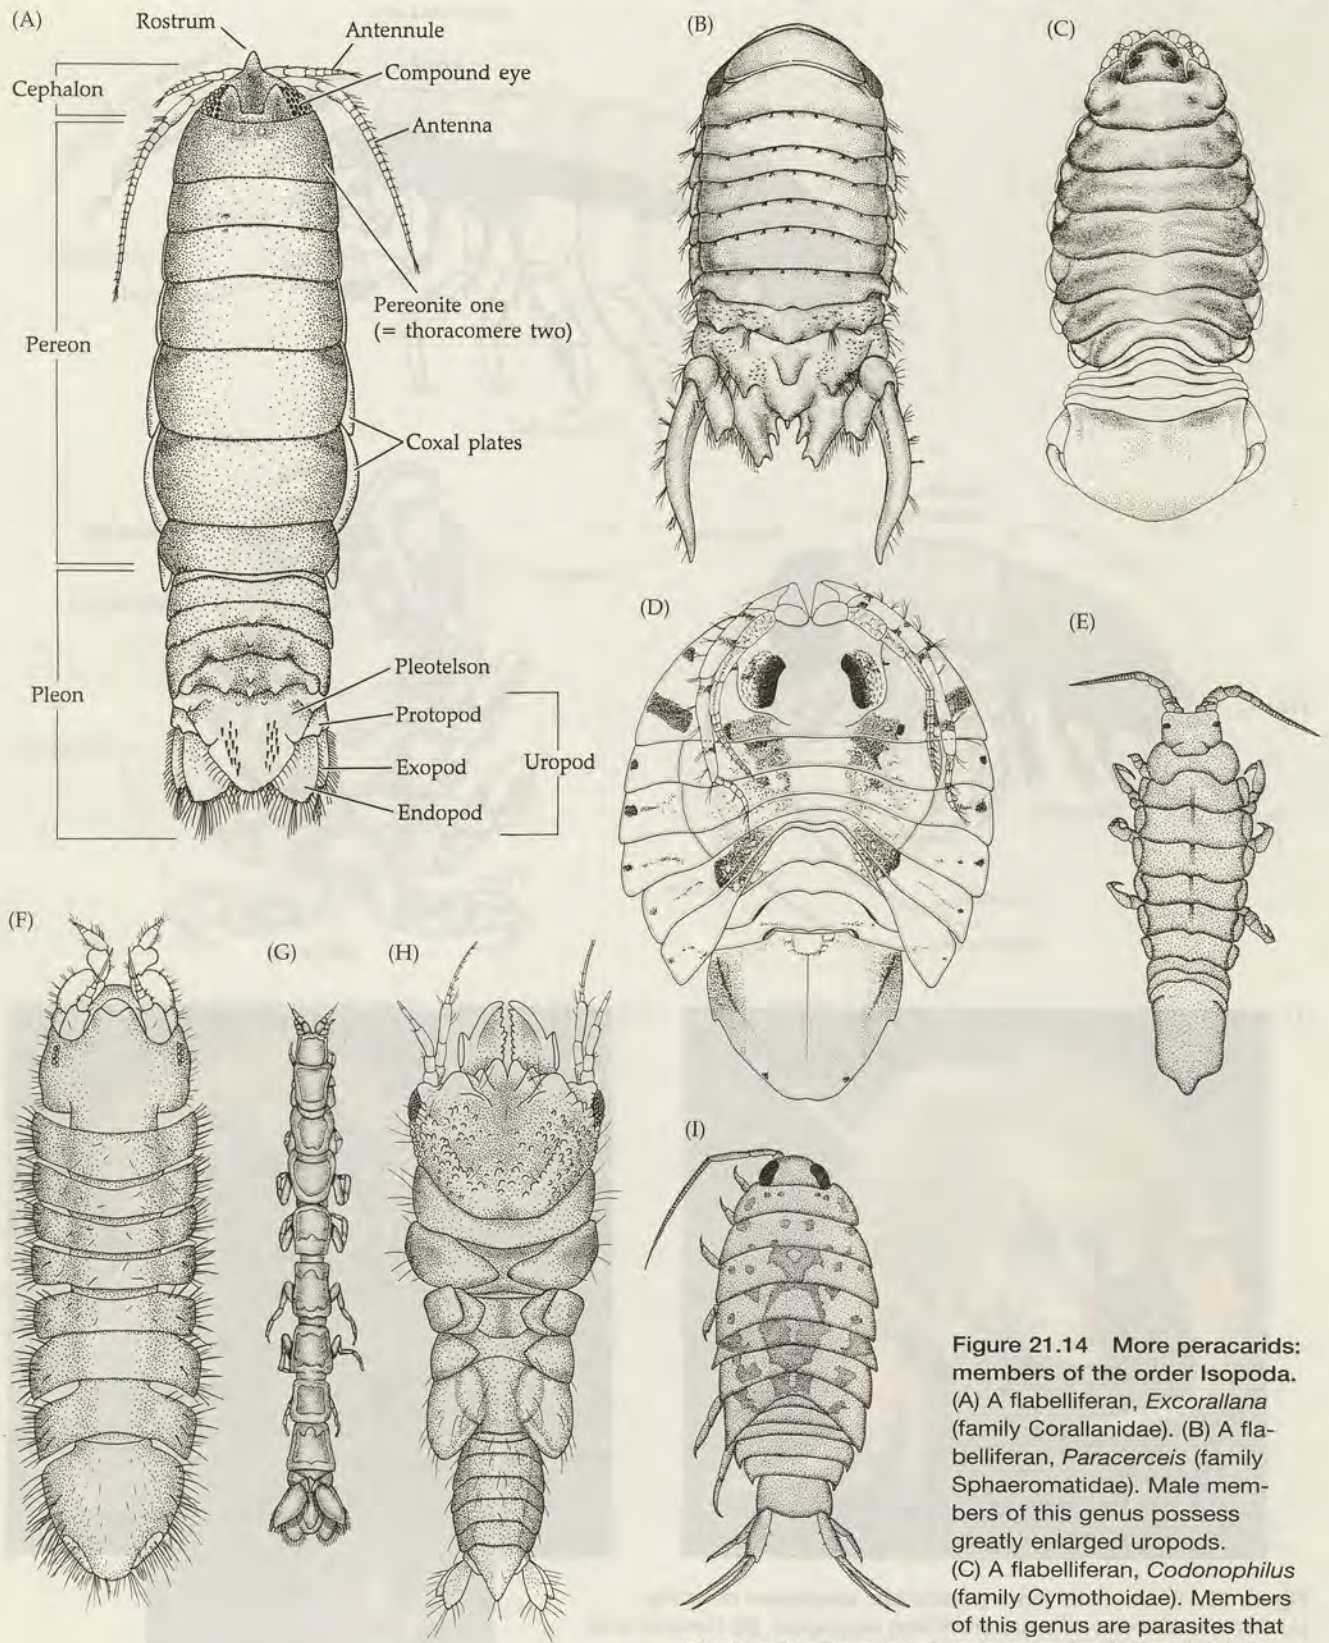 (A)
Rostrum
Antennule
Compound eye
Cephalon
Antenna
Pereonite one
(= thoracomere two)
Pereon
Coxal plates
Pleon
Pleotelson
Protopod
Exopod
Uropod
Endopod
(B)
(C)
(D)
(E)
(F)
(G)
(H)
(I)
Figure 21.14 More peracarids:
members of the order Isopoda.
(A) A flabelliferan, Excorallana
(family Corallanidae). (B) A fla-
belliferan, Paracerceis (family
Sphaeromatidae). Male mem-
bers of this genus possess
greatly enlarged uropods.
(C) A flabelliferan, Codonophilus
(family Cymothoidae). Members
of this genus are parasites that